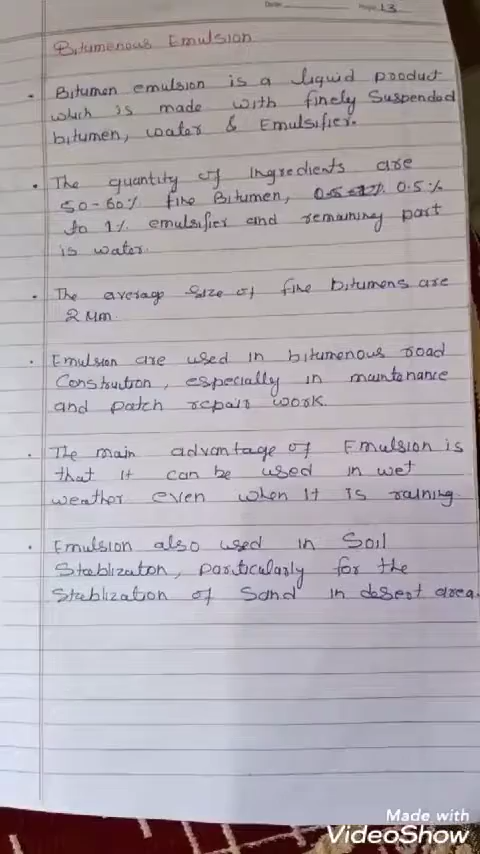 Date: Page: 13
Bitumenous Emulsion
• Bitumen emulsion is a liquid product
which is made with finely Suspended
bitumen, water & Emulsifier.
• The quantity of Ingredients are
50-60% fine Bitumen, 0.5%
to 1% emulsifier and remaining part
is water.
• The average size of fine bitumens are
2 µm.
• Emulsion are used in bitumenous road
Construction, especially in maintenance
and patch repair work.
• The main advantage of Emulsion is
that it can be used in wet
weather even when it is raining.
• Emulsion also used in Soil
Stablization, particularly for the
Stablization of Sand in desert area.
Made with
VideoShow